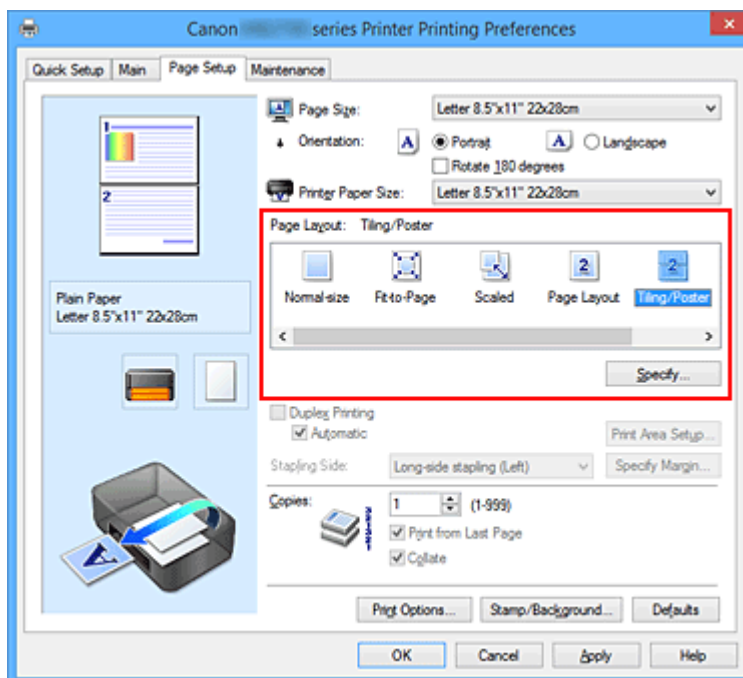 Canon series Printer Printing Preferences
Quick Setup Main Page Setup Maintenance
1
2
Plain Paper
Letter 8.5"x11" 22x28cm
Page Size: Letter 8.5"x11" 22x28cm
Orientation: A Portrait A Landscape
Rotate 180 degrees
Printer Paper Size: Letter 8.5"x11" 22x28cm
Page Layout: Tiling/Poster
2 2
Normal-size Fit-to-Page Scaled Page Layout Tiling/Poster
Specify...
Duplex Printing
Automatic Print Area Setup...
Stapling Side: Long-side stapling (Left) Specify Margin...
Copies: 1 (1-999)
Print from Last Page
Collate
A
Print Options... Stamp/Background... Defaults
OK Cancel Apply Help